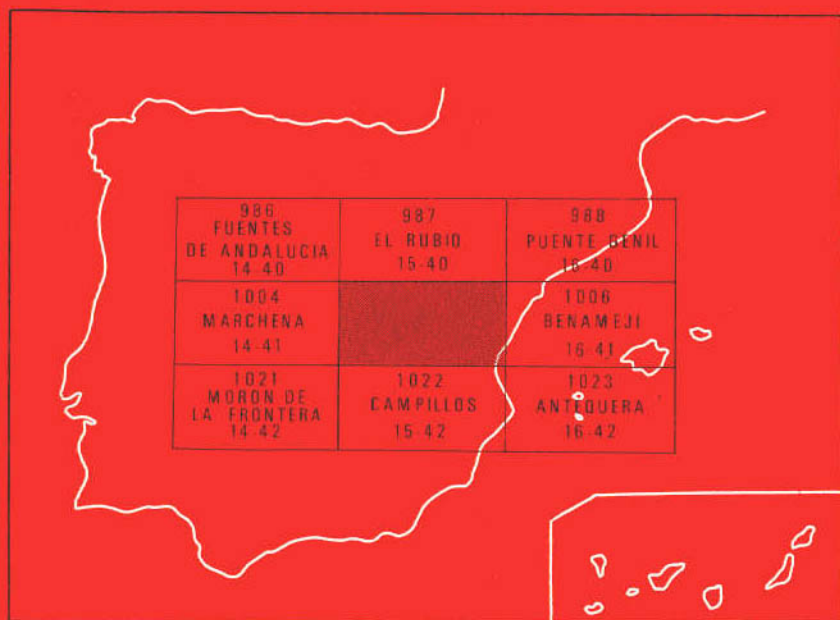 986
FUENTES
DE ANDALUCIA
14-40
987
EL RUBIO
15-40
988
PUENTE GENIL
16-40
1004
MARCHENA
14-41
1006
BENAMEJI
16-41
1021
MORON DE
LA FRONTERA
14-42
1022
CAMPILLOS
15-42
1023
ANTEQUERA
16-42